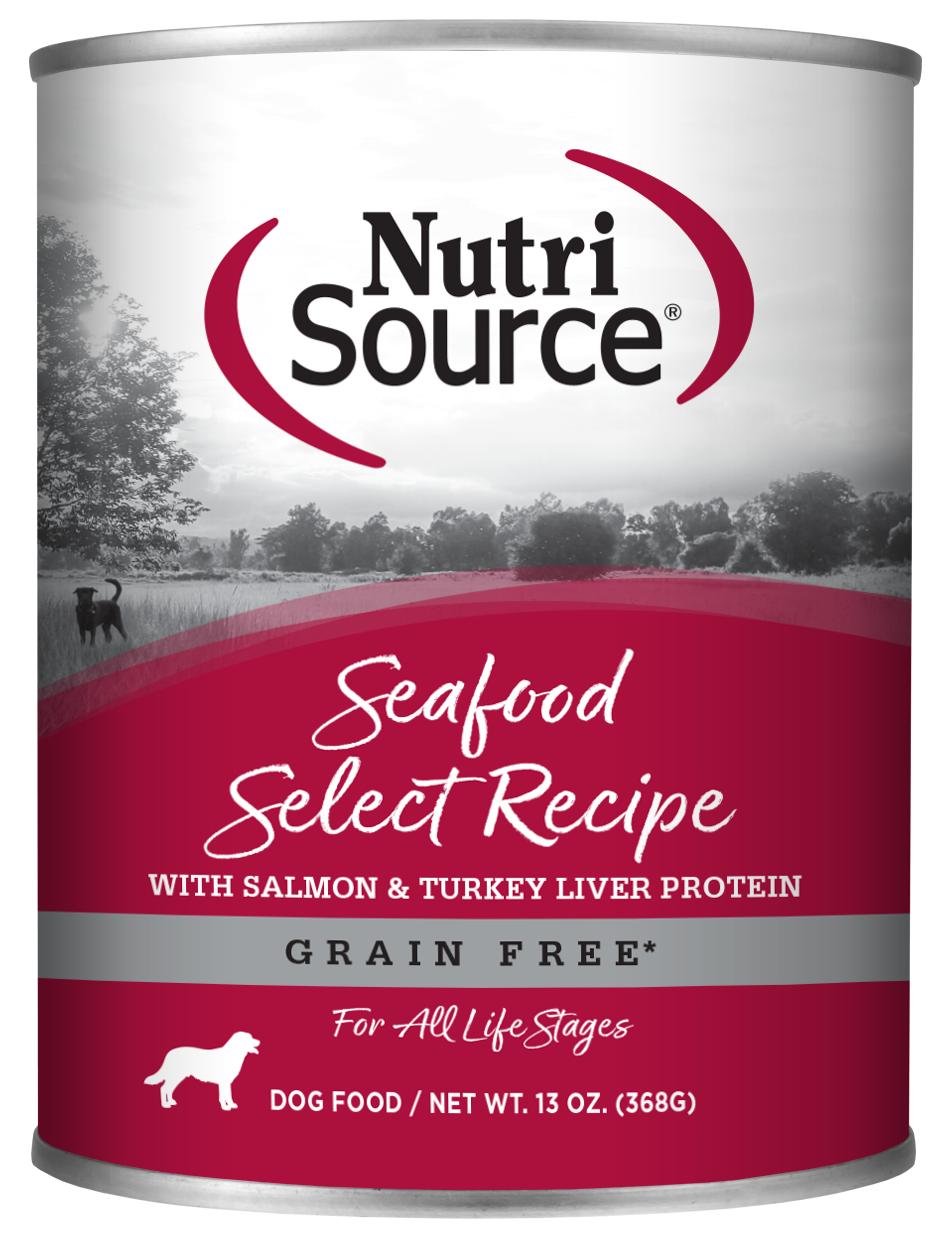 Nutri
Source®
Seafood
Select Recipe
WITH SALMON & TURKEY LIVER PROTEIN
GRAIN FREE*
For All Life Stages
DOG FOOD / NET WT. 13 OZ. (368G)